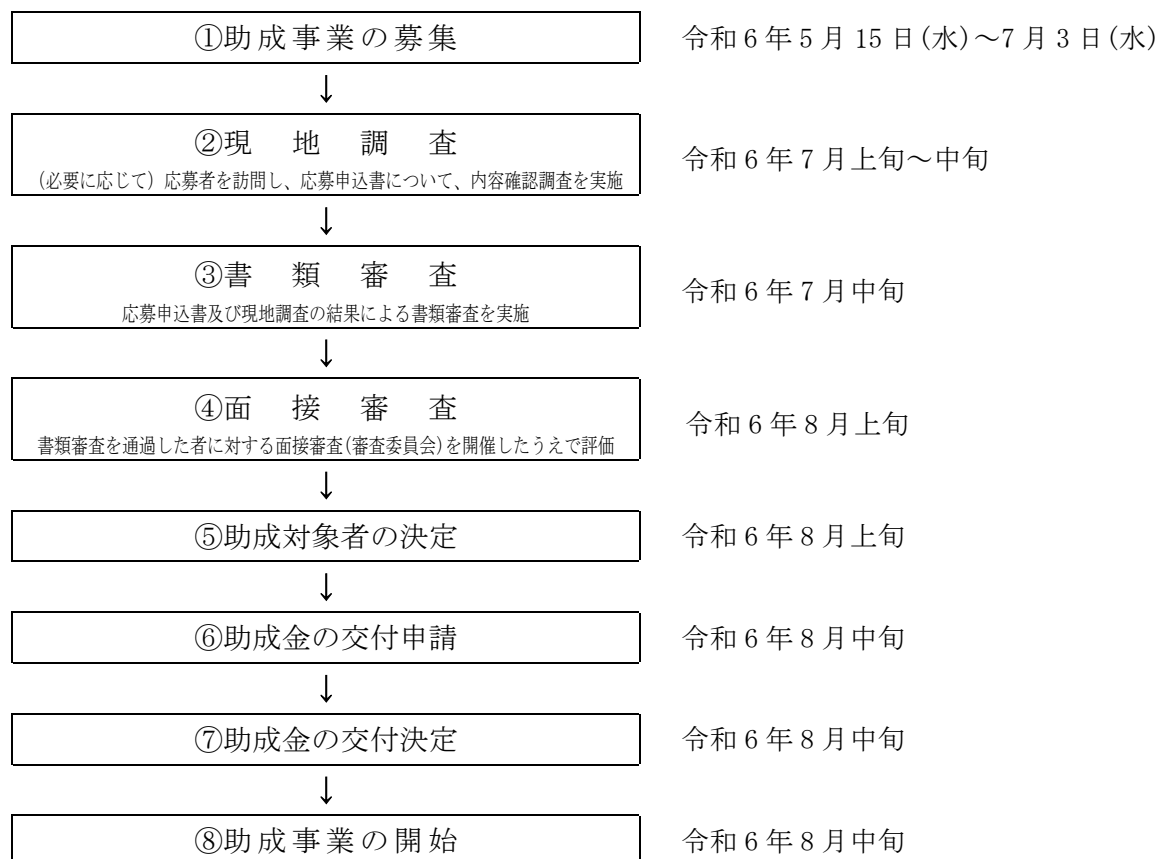 ①助成事業の募集 令和6年5月15日(水)～7月3日(水)
↓
②現 地 調 査
(必要に応じて)応募者を訪問し、応募申込書について、内容確認調査を実施
令和6年7月上旬～中旬
↓
③書 類 審 査
応募申込書及び現地調査の結果による書類審査を実施
令和6年7月中旬
↓
④面 接 審 査
書類審査を通過した者に対する面接審査(審査委員会)を開催したうえで評価
令和6年8月上旬
↓
⑤助成対象者の決定 令和6年8月上旬
↓
⑥助成金の交付申請 令和6年8月中旬
↓
⑦助成金の交付決定 令和6年8月中旬
↓
⑧助成事業の開始 令和6年8月中旬